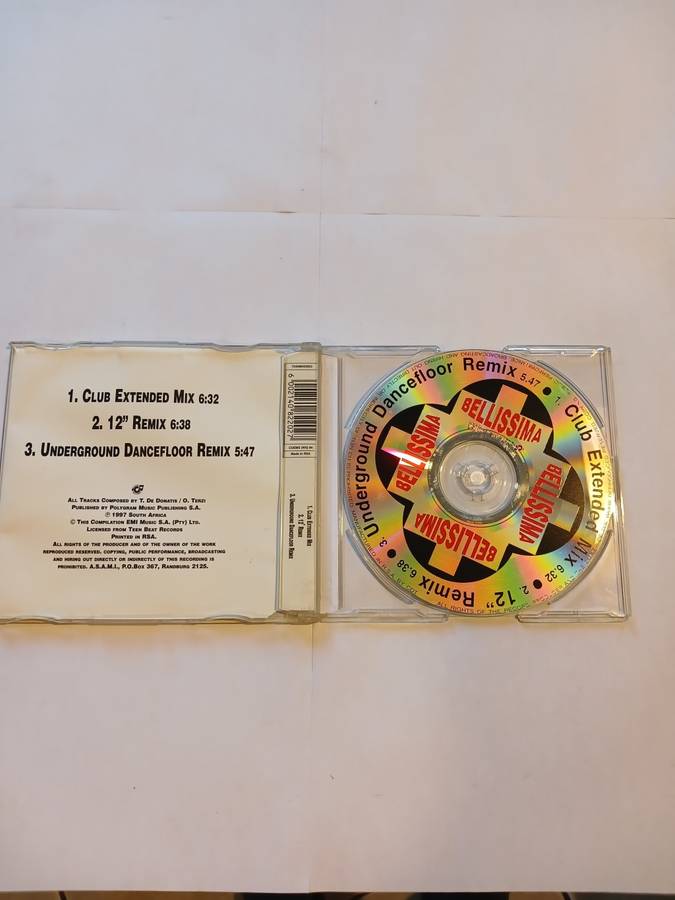 1. Club Extended Mix 6:32
2. 12" Remix 6:38
3. Underground Dancefloor Remix 5:47
All Tracks Composed by T. De Donatis / O. Terzi
Published by Polygram Music Publishing S.A.
℗ 1997 South Africa
© This Compilation EMI Music S.A. (Pty) Ltd.
Licensed from Teen Beat Records
Printed in RSA.
All rights of the producer and of the owner of the work
reproduced reserved, copying, public performance, broadcasting
and hiring out directly or indirectly of this recording is
prohibited. A.S.A.M.I., P.O.Box 367, Randburg 2125.
6 002140 822027
Made in RSA
1. Club Extended Mix
2. 12" Remix
3. Underground Dancefloor Remix
1. Club Extended Mix 6:32 • 2. 12" Remix 6:38 • 3. Underground Dancefloor Remix 5:47
BELLISSIMA
BELLISSIMA
BELLISSIMA
BELLISSIMA